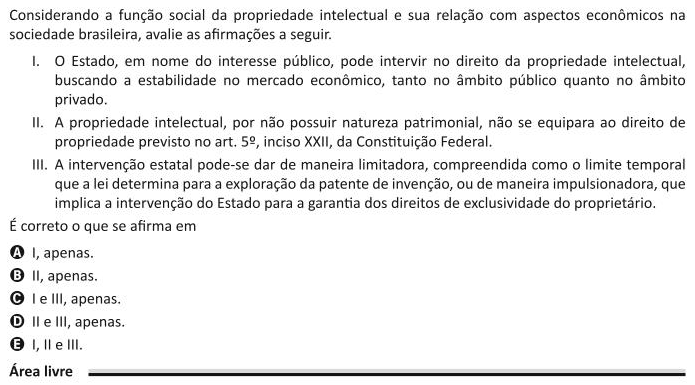 Considerando a função social da propriedade intelectual e sua relação com aspectos econômicos na
sociedade brasileira, avalie as afirmações a seguir.
I. O Estado, em nome do interesse público, pode intervir no direito da propriedade intelectual,
buscando a estabilidade no mercado econômico, tanto no âmbito público quanto no âmbito
privado.
II. A propriedade intelectual, por não possuir natureza patrimonial, não se equipara ao direito de
propriedade previsto no art. 5º, inciso XXII, da Constituição Federal.
III. A intervenção estatal pode-se dar de maneira limitadora, compreendida como o limite temporal
que a lei determina para a exploração da patente de invenção, ou de maneira impulsionadora, que
implica a intervenção do Estado para a garantia dos direitos de exclusividade do proprietário.
É correto o que se afirma em
A I, apenas.
B II, apenas.
C I e III, apenas.
D II e III, apenas.
E I, II e III.
Área livre